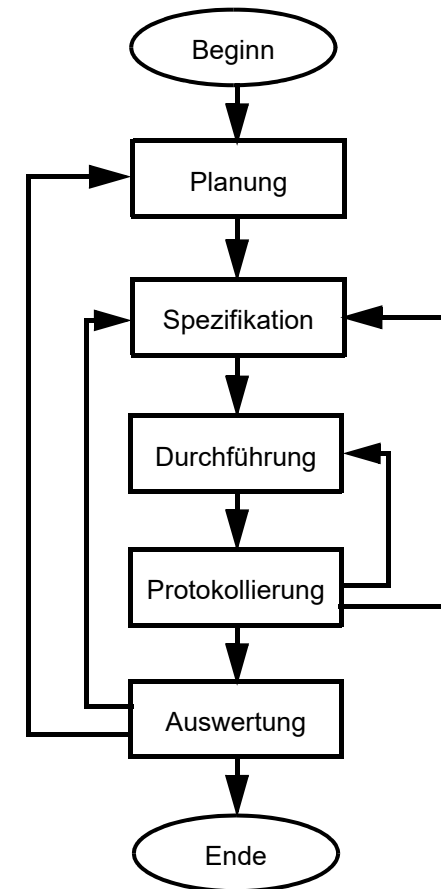 Beginn
Planung
Spezifikation
Durchführung
Protokollierung
Auswertung
Ende